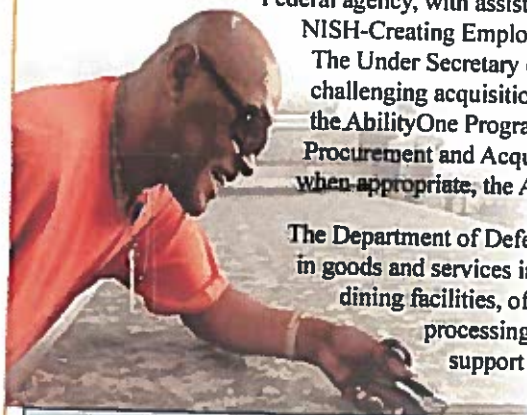 Federal agency, with assist
NISH-Creating Emplo
The Under Secretary
challenging acquisitio
the AbilityOne Progra
Procurement and Acqu
when appropriate, the A
The Department of Defe
in goods and services i
dining facilities, of
processing
support